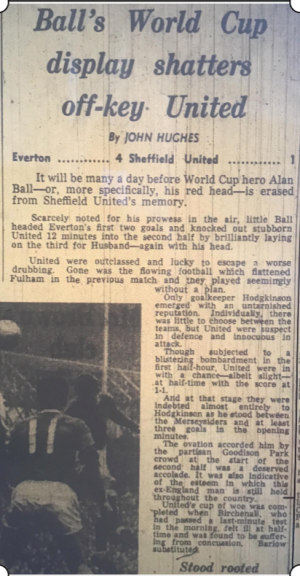 Ball's World Cup
display shatters
off-key United
By JOHN HUGHES
Everton ............ 4 Sheffield United ............ 1
It will be many a day before World Cup hero Alan
Ball—or, more specifically, his red head—is erased
from Sheffield United's memory.
Scarcely noted for his prowess in the air, little Ball
headed Everton's first two goals and knocked out stubborn
United 12 minutes into the second half by brilliantly laying
on the third for Husband—again with his head.
United were outclassed and lucky to escape a worse
drubbing. Gone was the flowing football which flattened
Fulham in the previous match and they played seemingly
without a plan.
Only goalkeeper Hodgkinson
emerged with an untarnished
reputation. Individually, there
was little to choose between the
teams, but United were suspect
in defence and innocuous in
attack.
Though subjected to a
blistering bombardment in the
first half-hour, United were in
with a chance—albeit slight—
at half-time with the score at
1-1.
And at that stage they were
indebted almost entirely to
Hodgkinson as he stood between
the Merseysiders and at least
three goals in the opening
minutes.
The ovation accorded him by
the partisan Goodison Park
crowd at the start of the
second half was a deserved
accolade. It was also indicative
of the esteem in which this
ex-England man is still held
throughout the country.
United's cup of woe was com-
pleted when Birchenall, who
had passed a last-minute test
in the morning, felt ill at half-
time and was found to be suffer-
ing from concussion. Barlow
substituted.
Stood rooted
11